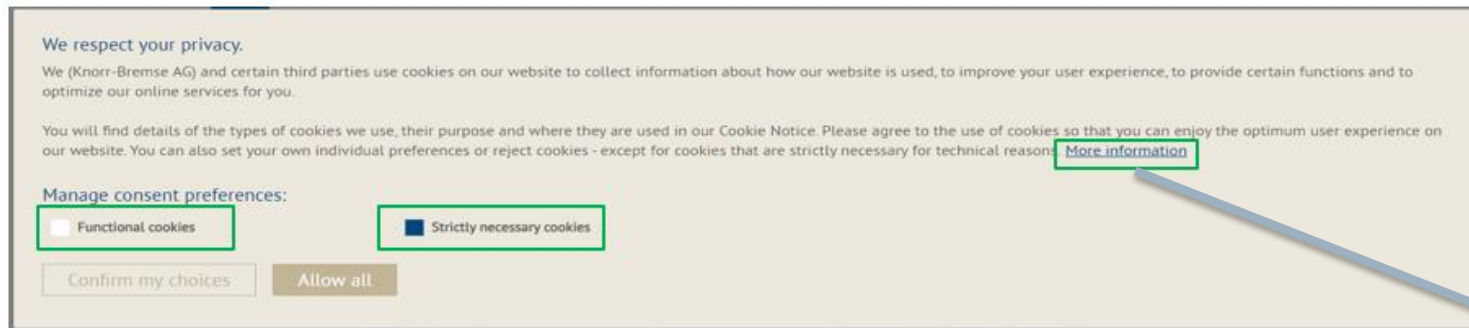 We respect your privacy.
We (Knorr-Bremse AG) and certain third parties use cookies on our website to collect information about how our website is used, to improve your user experience, to provide certain functions and to
optimize our online services for you.
You will find details of the types of cookies we use, their purpose and where they are used in our Cookie Notice. Please agree to the use of cookies so that you can enjoy the optimum user experience on
our website. You can also set your own individual preferences or reject cookies - except for cookies that are strictly necessary for technical reasons. More information
Manage consent preferences:
Functional cookies Strictly necessary cookies
Confirm my choices Allow all